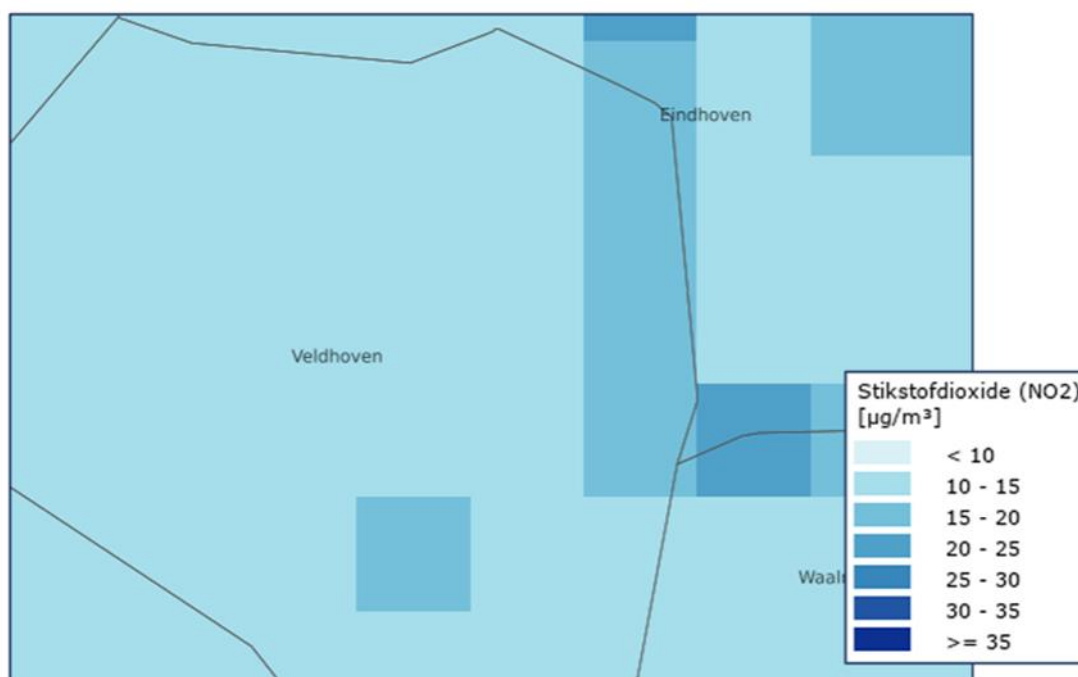 Eindhoven
Veldhoven
Stikstofdioxide (NO2)
[µg/m³]
< 10
10 - 15
15 - 20
20 - 25
25 - 30
30 - 35
>= 35